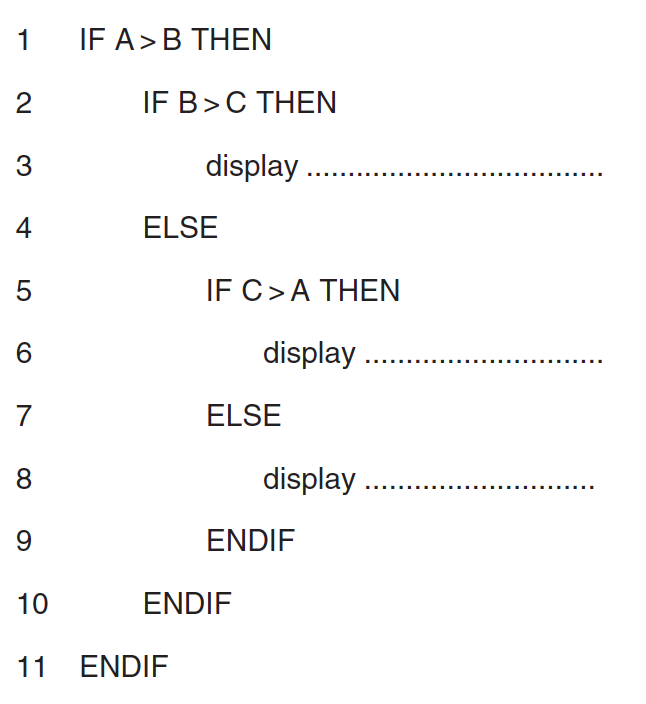 1 IF A > B THEN
2 IF B > C THEN
3 display ....................................
4 ELSE
5 IF C > A THEN
6 display .............................
7 ELSE
8 display ............................
9 ENDIF
10 ENDIF
11 ENDIF